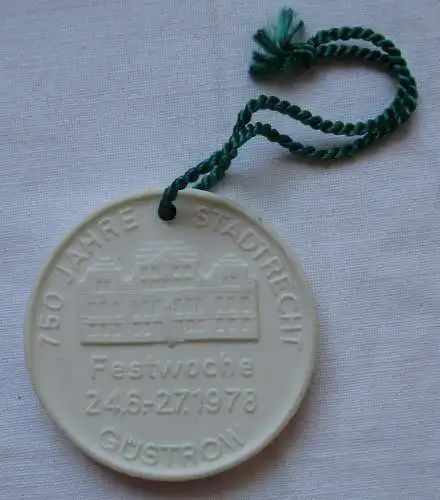 750 JAHRE STADTRECHT
Festwoche
24.6-2.7.1978
GÜSTROW